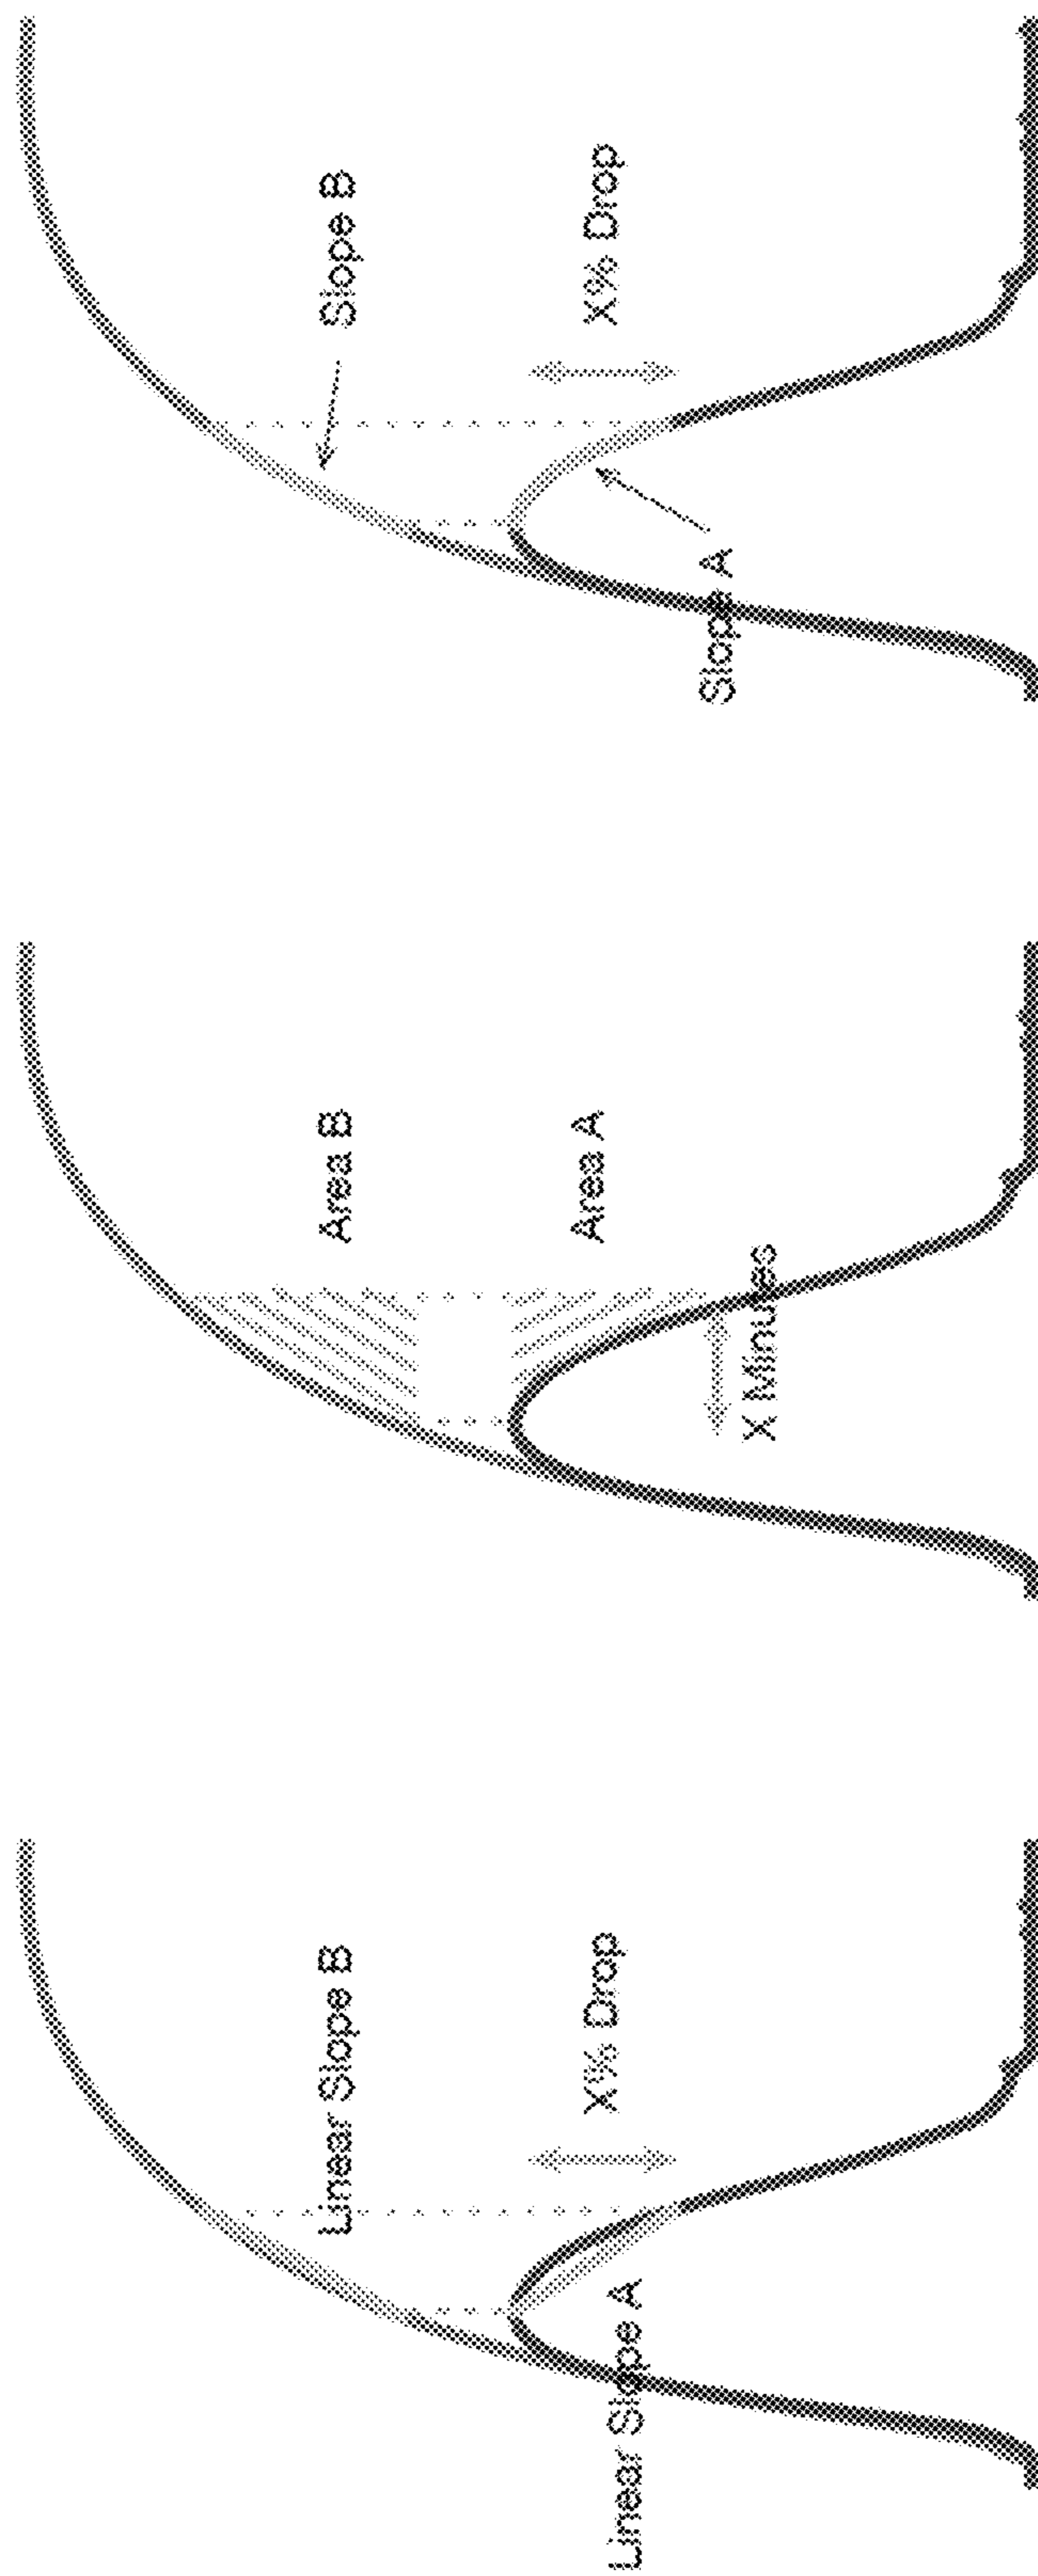 Linear Slope B
X% Drop
Linear Slope A
Area B
Area A
X Minutes
Slope B
X% Drop
Slope A